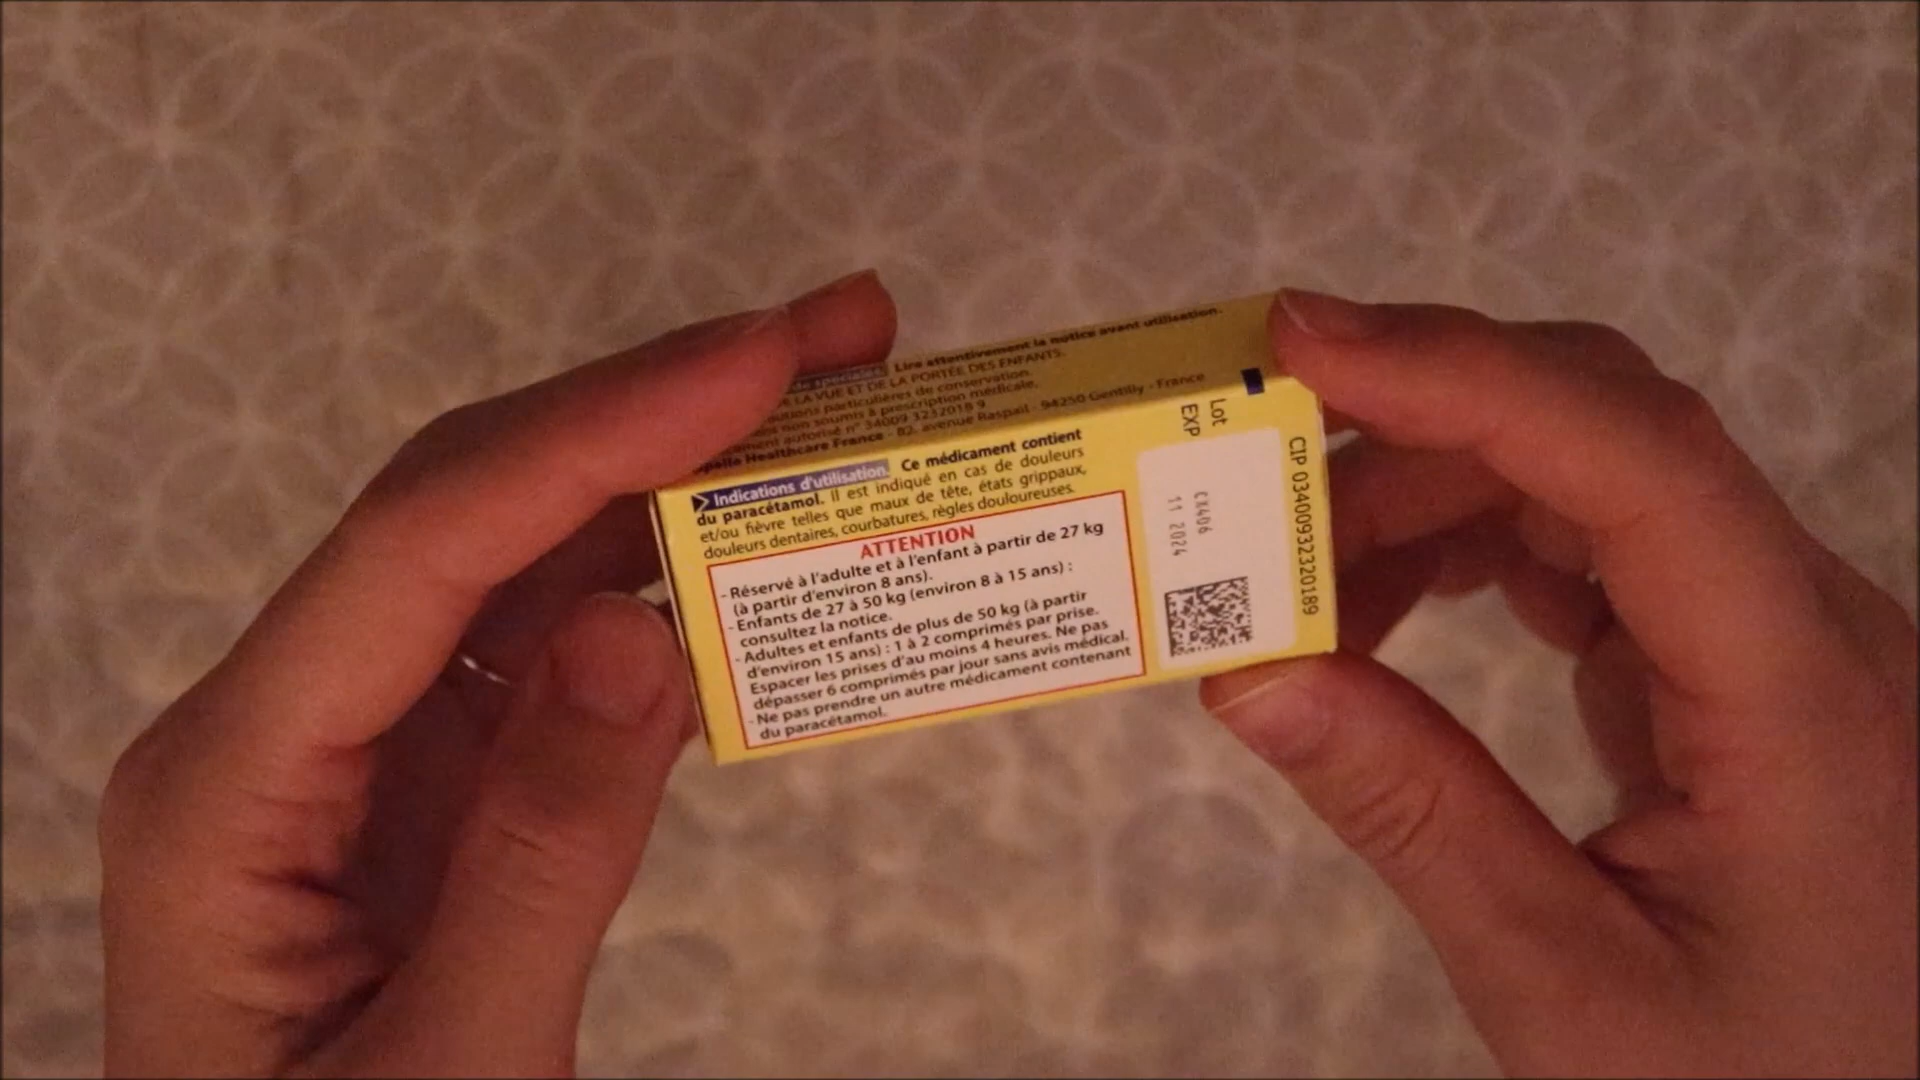 Lire attentivement la notice avant utilisation.
LA VUE ET DE LA PORTÉE DES ENFANTS.
particulières de conservation.
non soumis à prescription médicale.
autorisé n° 34009 3232018 9
Healthcare France - 82, avenue Raspail - 94250 Gentilly - France
Indications d'utilisation. Ce médicament contient
du paracétamol. Il est indiqué en cas de douleurs
et/ou fièvre telles que maux de tête, états grippaux,
douleurs dentaires, courbatures, règles douloureuses.
ATTENTION
- Réservé à l'adulte et à l'enfant à partir de 27 kg
(à partir d'environ 8 ans).
- Enfants de 27 à 50 kg (environ 8 à 15 ans) :
consultez la notice.
- Adultes et enfants de plus de 50 kg (à partir
d'environ 15 ans) : 1 à 2 comprimés par prise.
Espacer les prises d'au moins 4 heures. Ne pas
dépasser 6 comprimés par jour sans avis médical.
- Ne pas prendre un autre médicament contenant
du paracétamol.
Lot
EXP
CX406
11 2024
CIP 03400932320189